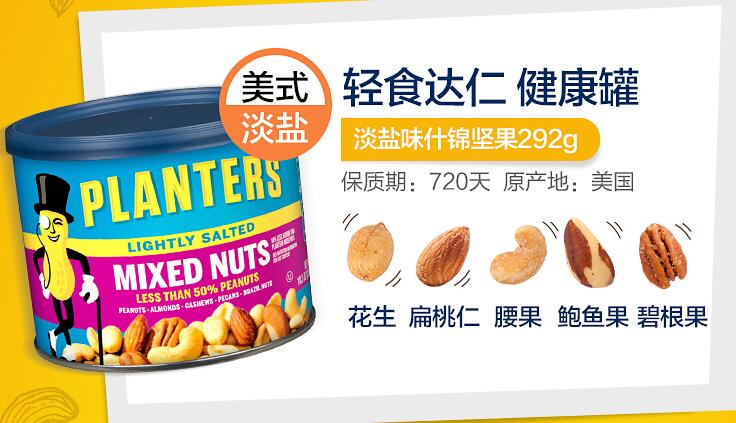 美式
淡盐
轻食达仁 健康罐
淡盐味什锦坚果292g
保质期：720天 原产地：美国
花生 扁桃仁 腰果 鲍鱼果 碧根果
PLANTERS
LIGHTLY SALTED
MIXED NUTS
LESS THAN 50% PEANUTS
PEANUTS · ALMONDS · CASHEWS · PECANS · BRAZIL NUTS